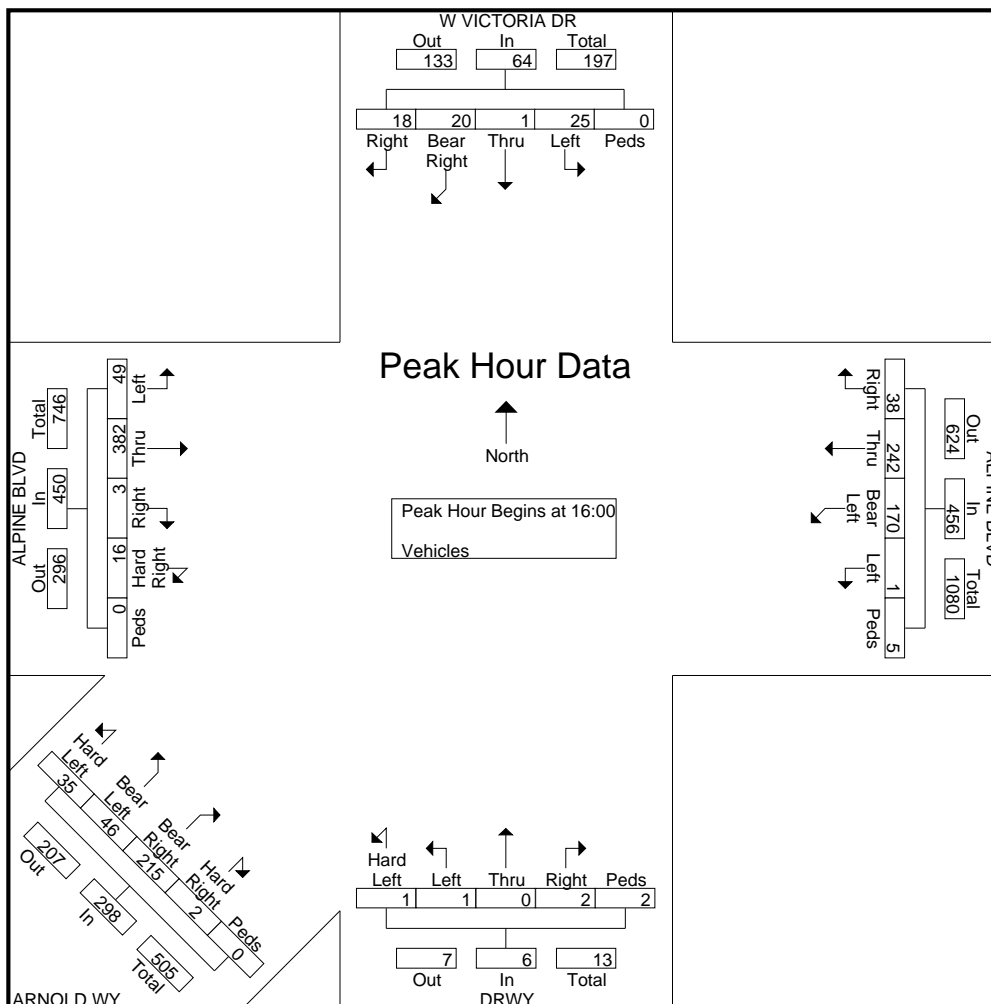 W VICTORIA DR
Out In Total
133 64 197
18 20 1 25 0
Right Bear Right Thru Left Peds
Peak Hour Data
North
Peak Hour Begins at 16:00
Vehicles
ALPINE BLVD
Total In Out
746 450 296
49 382 3 16 0
Left Thru Right Hard Right Peds
ALPINE BLVD
Out In Total
624 456 1080
38 242 170 1 5
Right Thru Bear Left Left Peds
Hard Left Bear Left Bear Right Hard Right Peds
35 46 215 2 0
207 298 505
Out In Total
ARNOLD WY
Hard Left Left Thru Right Peds
1 1 0 2 2
7 6 13
Out In Total
DRWY